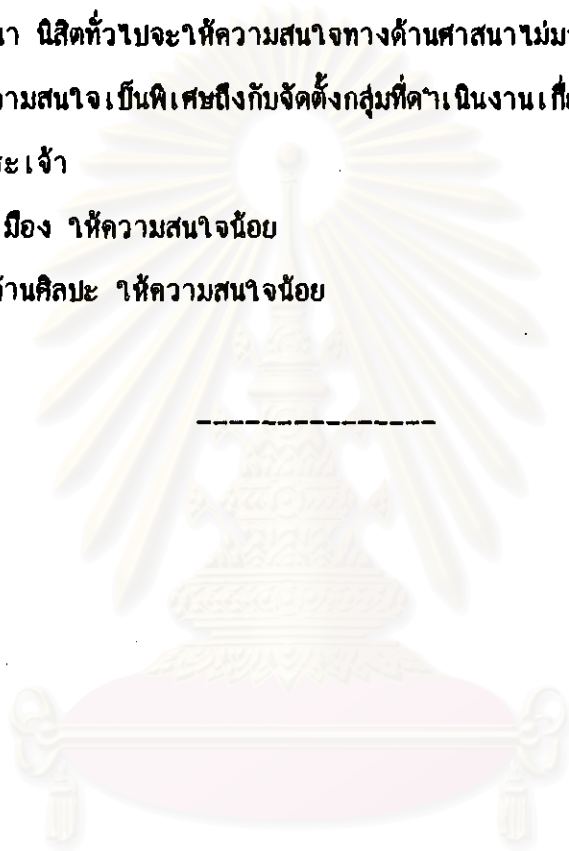 นา นิสิตทั่วไปจะให้ความสนใจทางด้านศาสนาไม่ม
วามสนใจเป็นพิเศษถึงกับจัดตั้งกลุ่มที่ดำเนินงานเกี่
ระเจ้า
มือง ให้ความสนใจน้อย
ด้านศิลปะ ให้ความสนใจน้อย
---------------